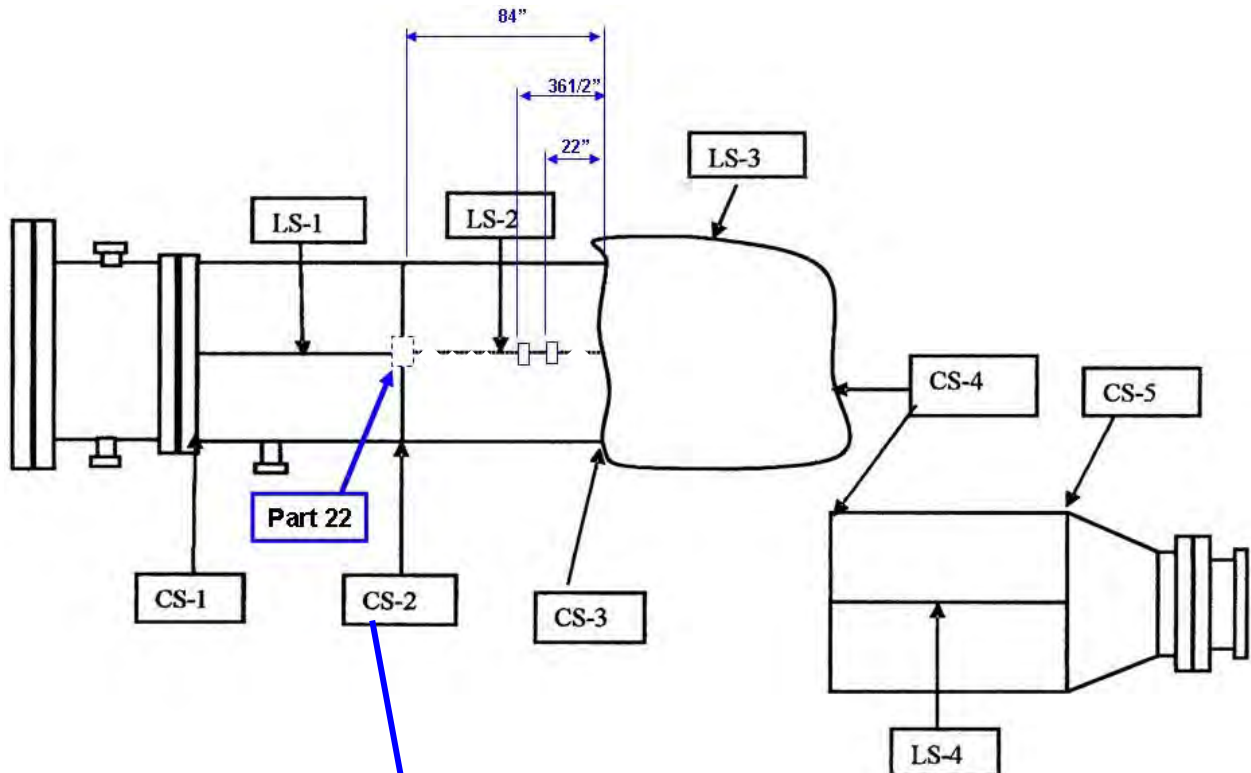 84”
361/2”
22”
LS-3
LS-1
LS-2
CS-4
CS-5
Part 22
CS-1
CS-2
CS-3
LS-4